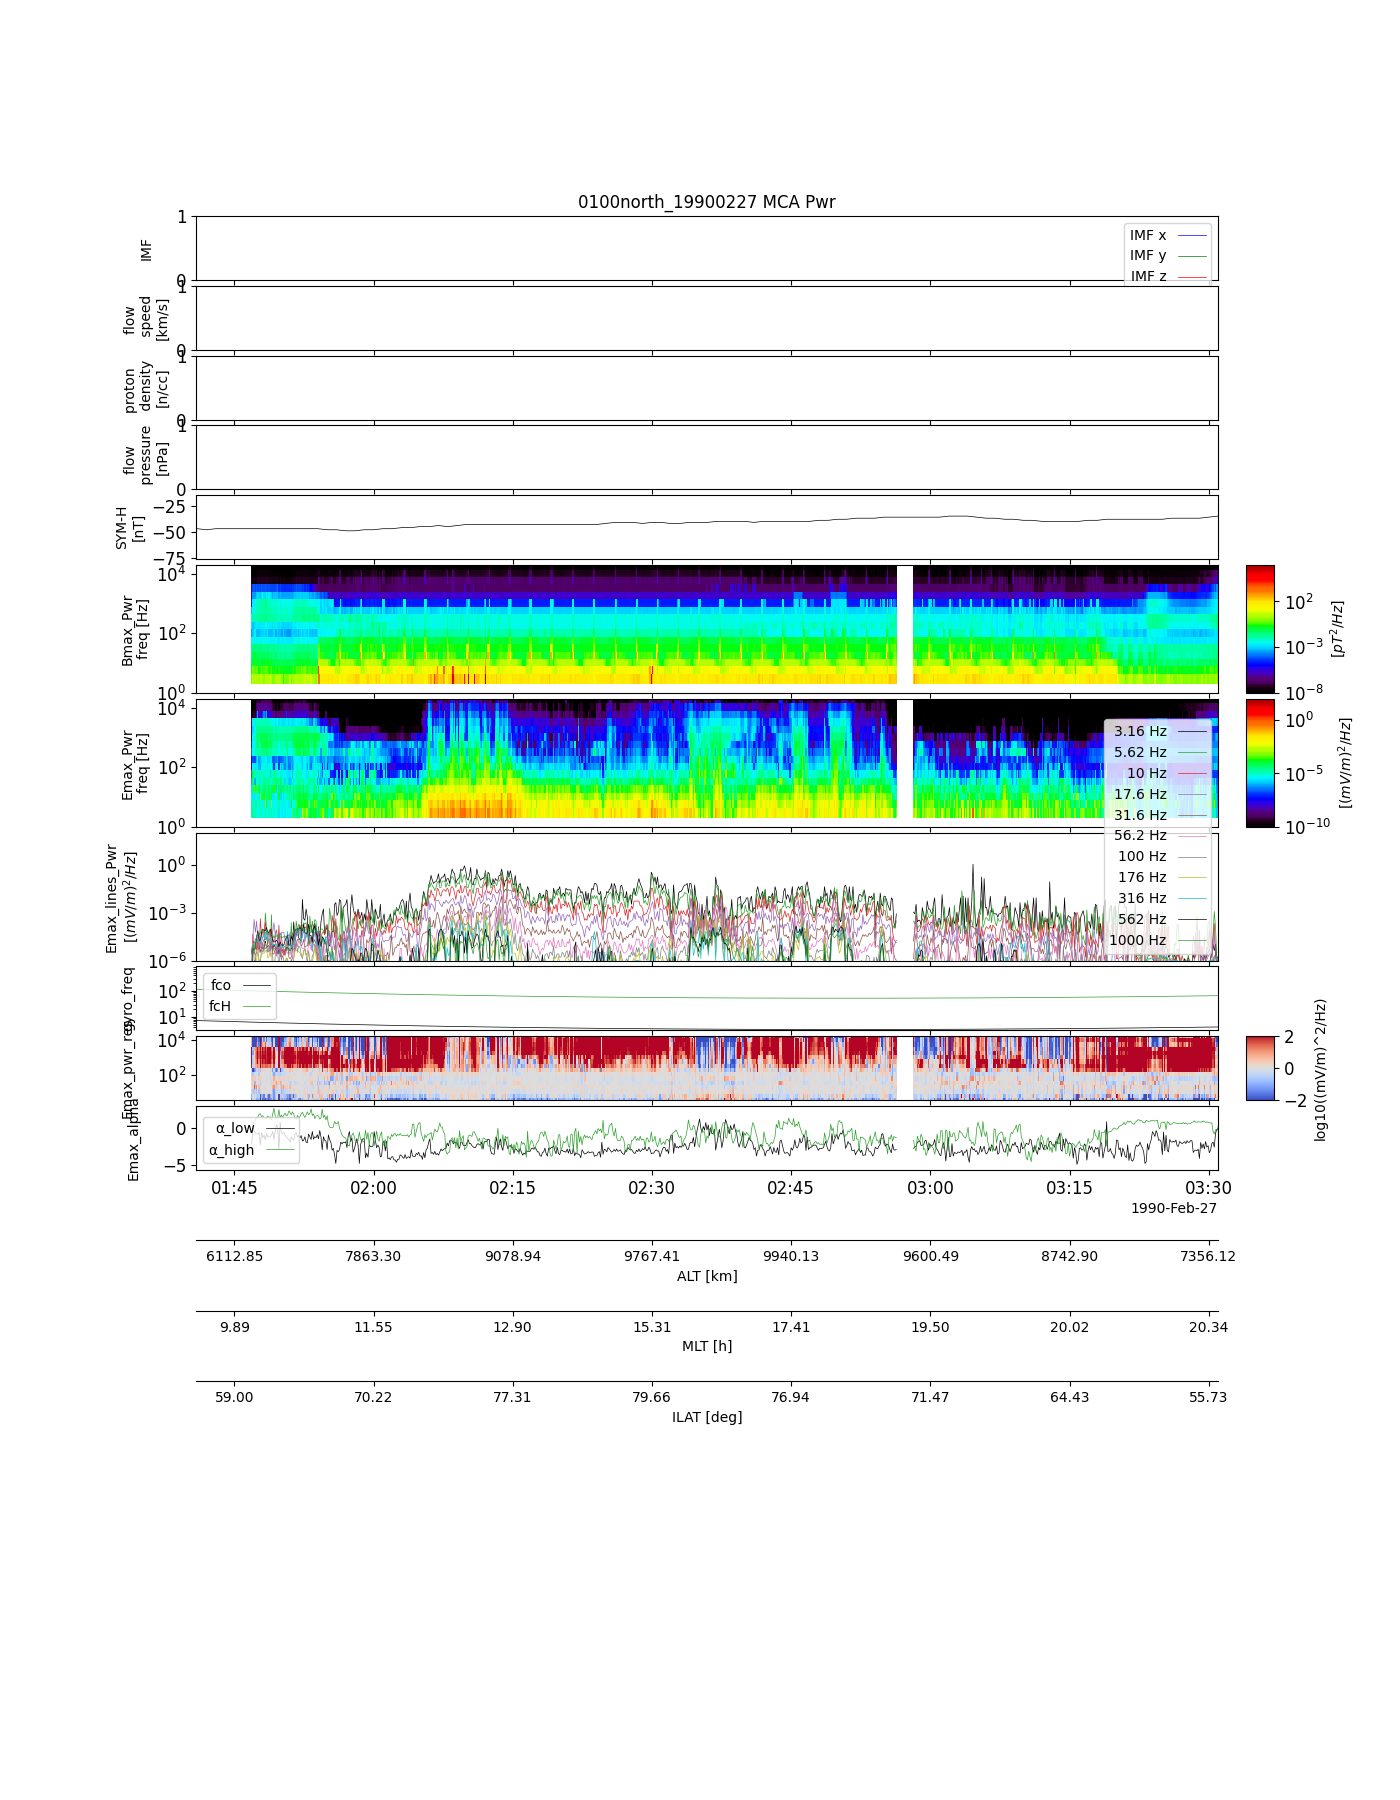 0100north_19900227 MCA Pwr
1
0
IMF
IMF x
IMF y
IMF z
1
0
flow
speed
[km/s]
1
0
proton
density
[n/cc]
1
0
flow
pressure
[nPa]
−25
−50
−75
SYM-H
[nT]
10^4
10^2
10^0
Bmax_Pwr
freq [Hz]
10^2
10^−3
10^−8
[pT^2/Hz]
10^4
10^2
10^0
Emax_Pwr
freq [Hz]
10^0
10^−5
10^−10
[(mV/m)^2/Hz]
3.16 Hz
5.62 Hz
10 Hz
17.6 Hz
31.6 Hz
56.2 Hz
100 Hz
176 Hz
316 Hz
562 Hz
1000 Hz
10^0
10^−3
10^−6
Emax_lines_Pwr
[(mV/m)^2/Hz]
10^2
10^1
fco
fcH
10^4
10^2
2
0
−2
log10((mV/m)^2/Hz)
0
−5
Emax_alpha
α_low
α_high
01:45 02:00 02:15 02:30 02:45 03:00 03:15 03:30
1990-Feb-27
6112.85 7863.30 9078.94 9767.41 9940.13 9600.49 8742.90 7356.12
ALT [km]
9.89 11.55 12.90 15.31 17.41 19.50 20.02 20.34
MLT [h]
59.00 70.22 77.31 79.66 76.94 71.47 64.43 55.73
ILAT [deg]